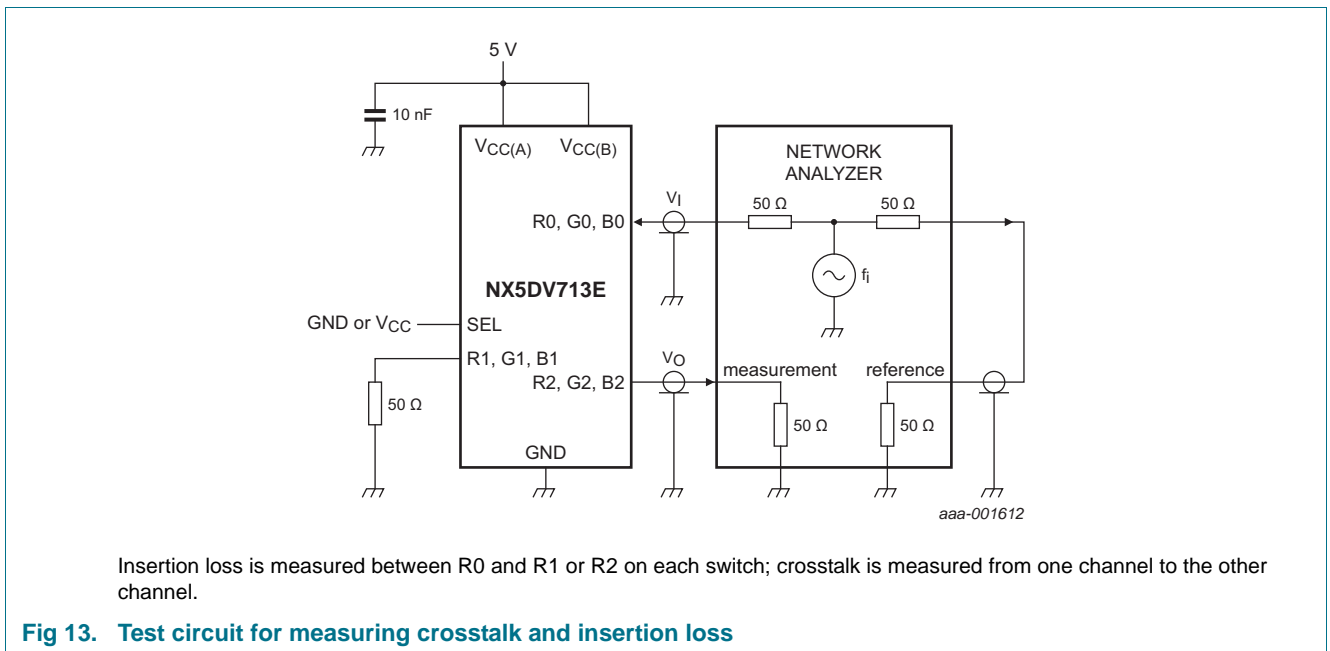 5 V
10 nF
VCC(A) VCC(B)
NETWORK
ANALYZER
50 Ω 50 Ω
VI
R0, G0, B0
fi
NX5DV713E
GND or VCC
SEL
R1, G1, B1
VO
measurement reference
R2, G2, B2
50 Ω
50 Ω 50 Ω
GND
aaa-001612
Insertion loss is measured between R0 and R1 or R2 on each switch; crosstalk is measured from one channel to the other
channel.
Fig 13. Test circuit for measuring crosstalk and insertion loss